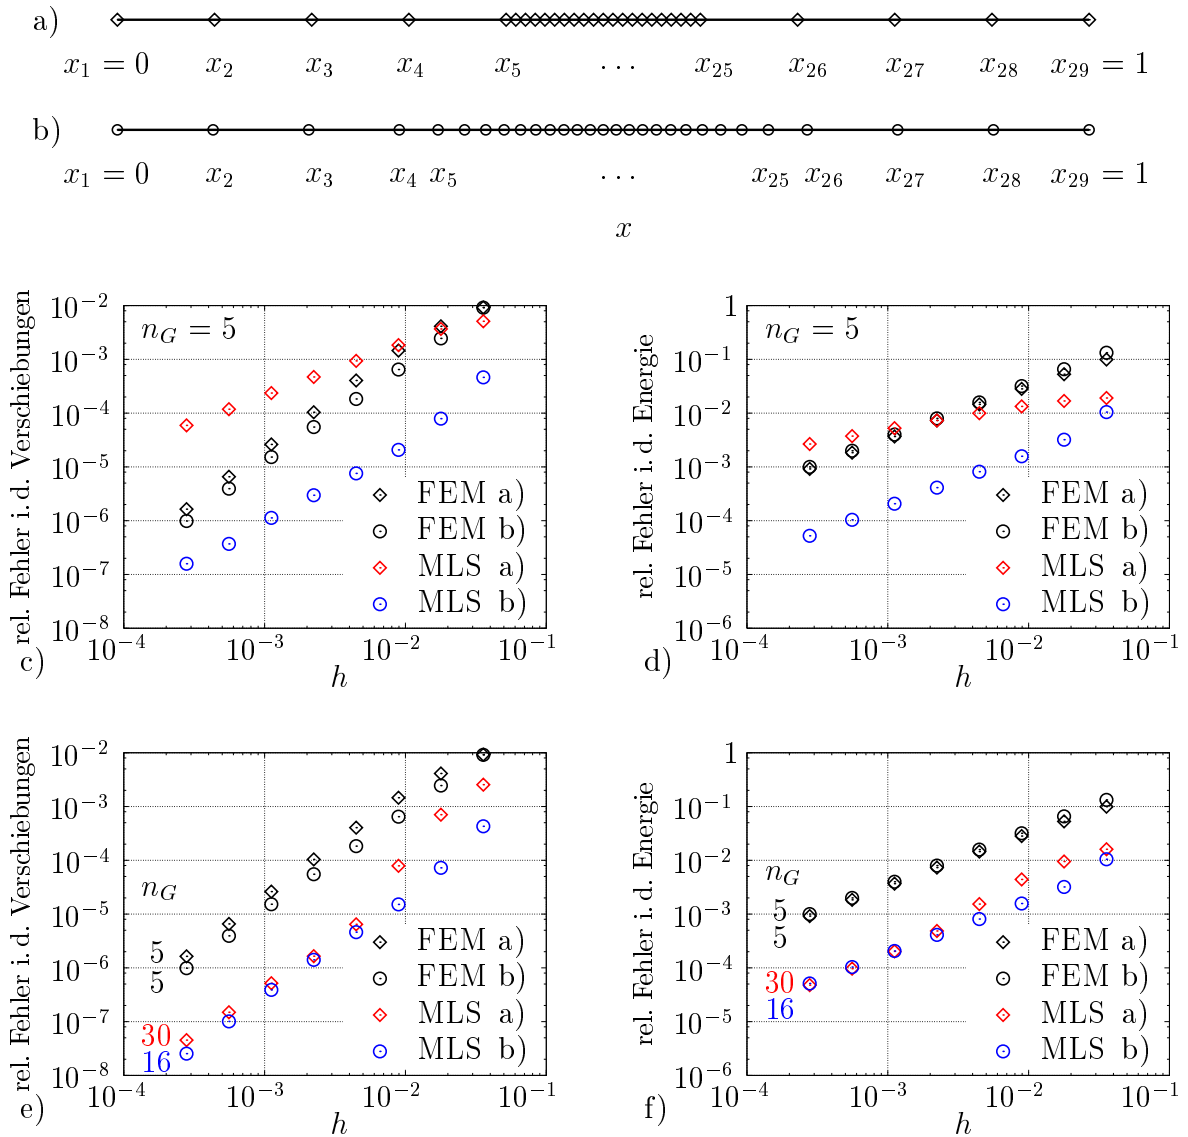 a)
x₁ = 0 x₂ x₃ x₄ x₅ ... x₂₅ x₂₆ x₂₇ x₂₈ x₂₉ = 1
b)
x₁ = 0 x₂ x₃ x₄ x₅ ... x₂₅ x₂₆ x₂₇ x₂₈ x₂₉ = 1
x
c)
rel. Fehler i. d. Verschiebungen
10⁻²
10⁻³
10⁻⁴
10⁻⁵
10⁻⁶
10⁻⁷
10⁻⁸
n_G = 5
FEM a)
FEM b)
MLS a)
MLS b)
10⁻⁴ 10⁻³ 10⁻² 10⁻¹
h
d)
rel. Fehler i. d. Energie
1
10⁻¹
10⁻²
10⁻³
10⁻⁴
10⁻⁵
10⁻⁶
n_G = 5
FEM a)
FEM b)
MLS a)
MLS b)
10⁻⁴ 10⁻³ 10⁻² 10⁻¹
h
e)
rel. Fehler i. d. Verschiebungen
10⁻²
10⁻³
10⁻⁴
10⁻⁵
10⁻⁶
10⁻⁷
10⁻⁸
n_G
5
5
30
16
FEM a)
FEM b)
MLS a)
MLS b)
10⁻⁴ 10⁻³ 10⁻² 10⁻¹
h
f)
rel. Fehler i. d. Energie
1
10⁻¹
10⁻²
10⁻³
10⁻⁴
10⁻⁵
10⁻⁶
n_G
5
5
30
16
FEM a)
FEM b)
MLS a)
MLS b)
10⁻⁴ 10⁻³ 10⁻² 10⁻¹
h